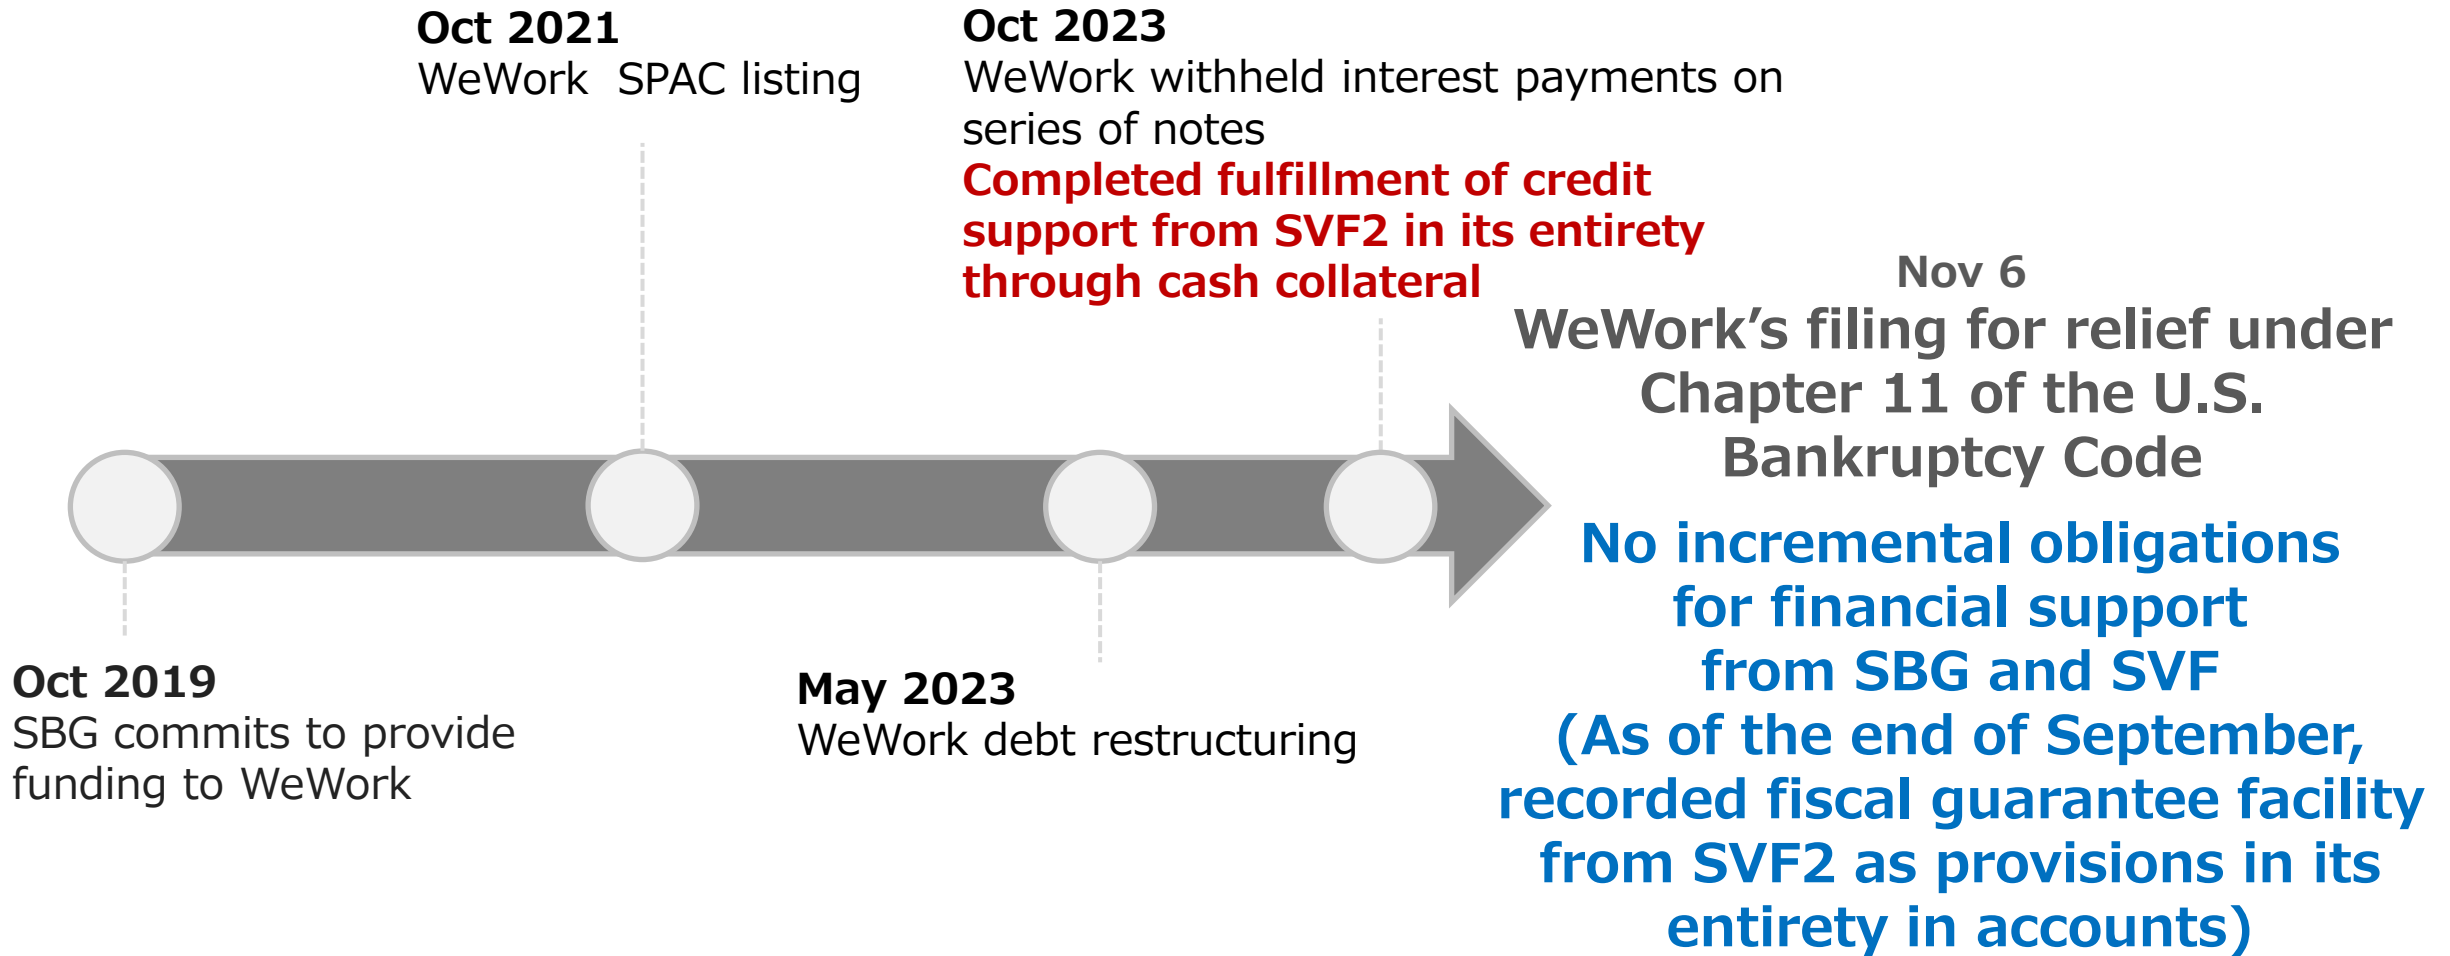 Oct 2021
WeWork  SPAC listing
Oct 2023
WeWork withheld interest payments on
series of notes
Completed fulfillment of credit
support from SVF2 in its entirety
through cash collateral
Nov 6
WeWork’s filing for relief under
Chapter 11 of the U.S.
Bankruptcy Code
No incremental obligations
for financial support
from SBG and SVF
(As of the end of September,
recorded fiscal guarantee facility
from SVF2 as provisions in its
entirety in accounts)
Oct 2019
SBG commits to provide
funding to WeWork
May 2023
WeWork debt restructuring